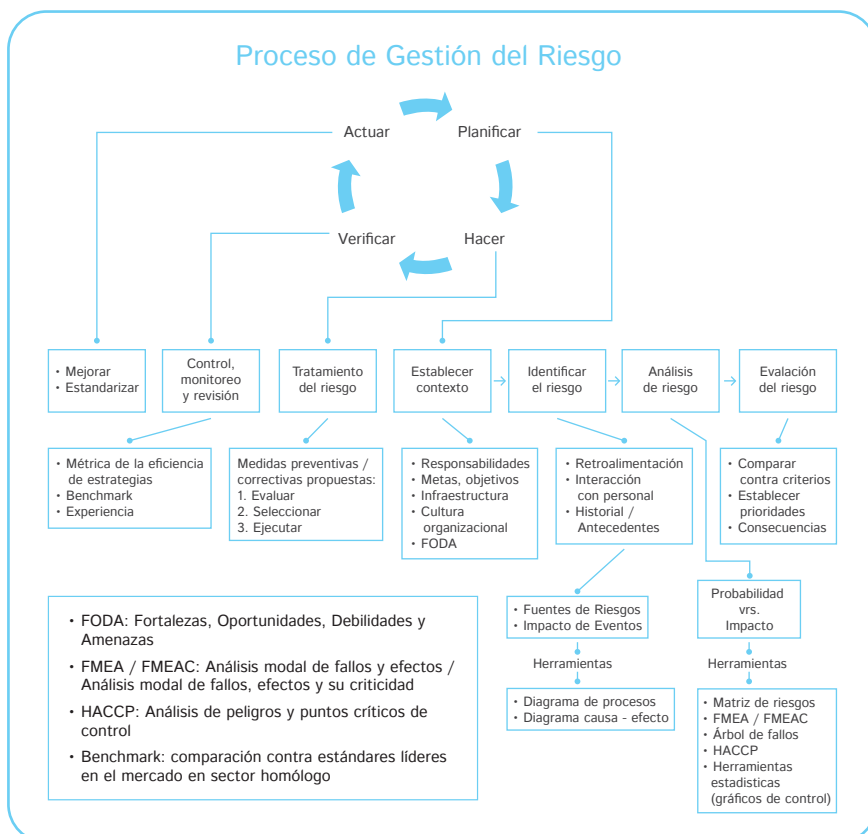 Proceso de Gestión del Riesgo
Actuar
Planificar
Verificar
Hacer
• Mejorar
• Estandarizar
Control,
monitoreo
y revisión
Tratamiento
del riesgo
Establecer
contexto
Identificar
el riesgo
Análisis
de riesgo
Evalación
del riesgo
• Métrica de la eficiencia
de estrategias
• Benchmark
• Experiencia
Medidas preventivas /
correctivas propuestas:
1. Evaluar
2. Seleccionar
3. Ejecutar
• Responsabilidades
• Metas, objetivos
• Infraestructura
• Cultura
organizacional
• FODA
• Retroalimentación
• Interacción
con personal
• Historial /
Antecedentes
• Comparar
contra criterios
• Establecer
prioridades
• Consecuencias
• Fuentes de Riesgos
• Impacto de Eventos
Herramientas
• Diagrama de procesos
• Diagrama causa - efecto
Probabilidad
vrs.
Impacto
Herramientas
• Matriz de riesgos
• FMEA / FMEAC
• Árbol de fallos
• HACCP
• Herramientas
estadisticas
(gráficos de control)
• FODA: Fortalezas, Oportunidades, Debilidades y
Amenazas
• FMEA / FMEAC: Análisis modal de fallos y efectos /
Análisis modal de fallos, efectos y su criticidad
• HACCP: Análisis de peligros y puntos críticos de
control
• Benchmark: comparación contra estándares líderes
en el mercado en sector homólogo